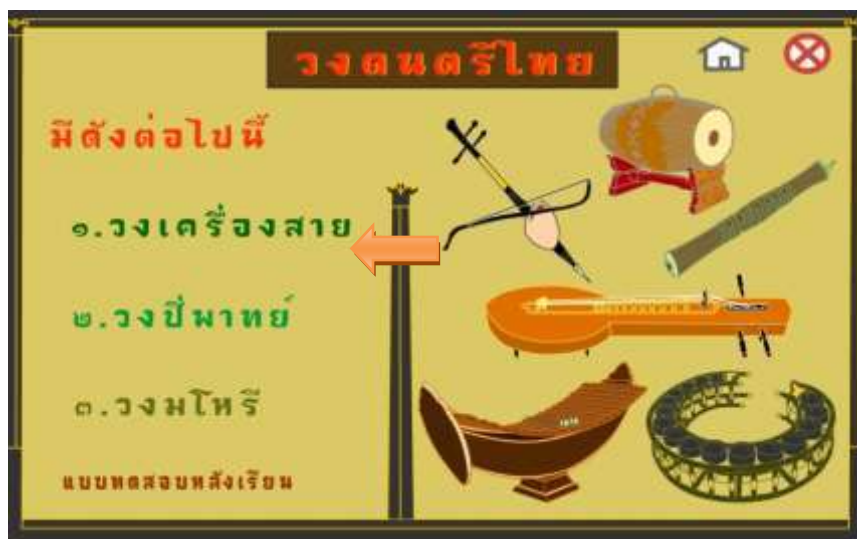 วงดนตรีไทย
มีดังต่อไปนี้
๑.วงเครื่องสาย
๒.วงปี่พาทย์
๓.วงมโหรี
แบบทดสอบหลังเรียน